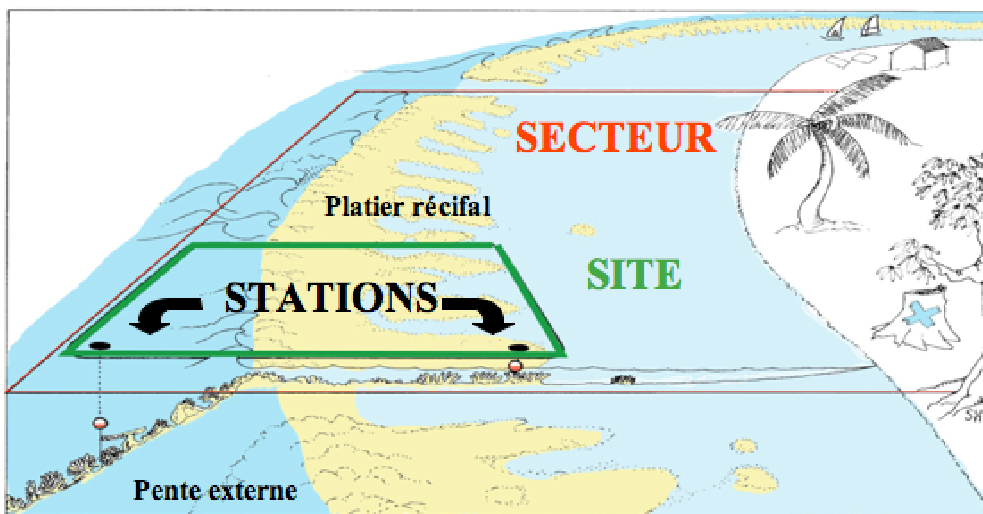 SECTEUR
Platier récifal
SITE
STATIONS
Pente externe